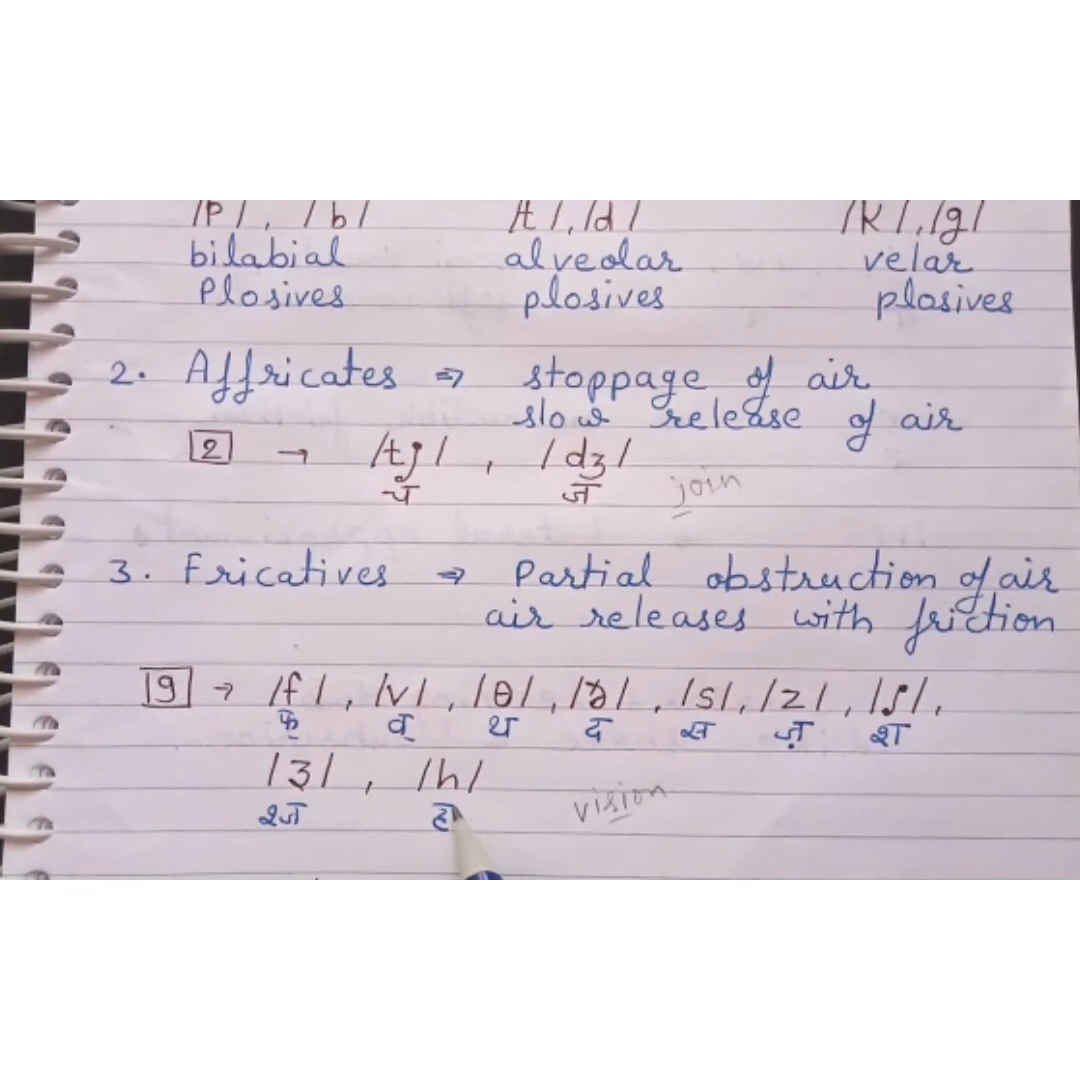 /P/, /b/ /t/, /d/ /k/, /g/
bilabial alveolar velar
Plosives plosives plosives
2. Affricates ⇒ stoppage of air
slow release of air
2 → /tʃ/, /dʒ/
च ज join
3. Fricatives ⇒ Partial obstruction of air
air releases with friction
9 → /f/, /v/, /θ/, /ð/, /s/, /z/, /ʃ/,
फ़् व् थ द स ज़ श
/ʒ/, /h/
श्ज ह vision